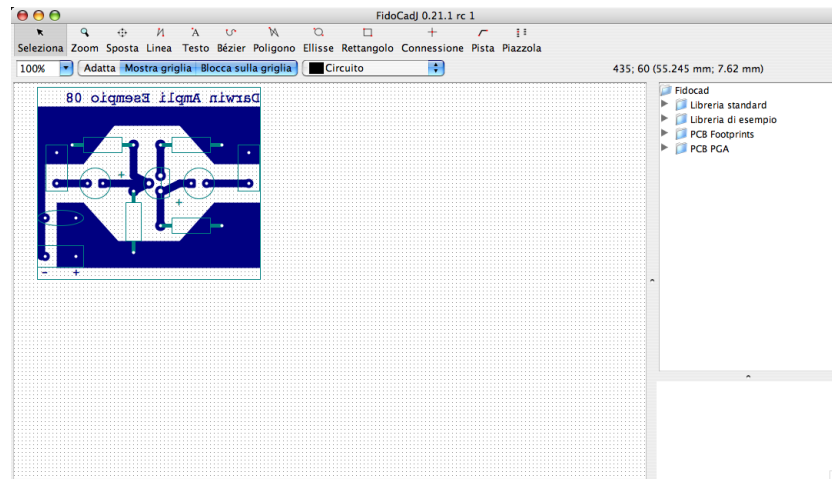 FidoCadJ 0.21.1 rc 1
Seleziona Zoom Sposta Linea Testo Bézier Poligono Ellisse Rettangolo Connessione Pista Piazzola
100% Adatta Mostra griglia Blocca sulla griglia Circuito 435; 60 (55.245 mm; 7.62 mm)
Darwin Ampli Esempio 08
+
+
- +
Fidocad
Libreria standard
Libreria di esempio
PCB Footprints
PCB PGA